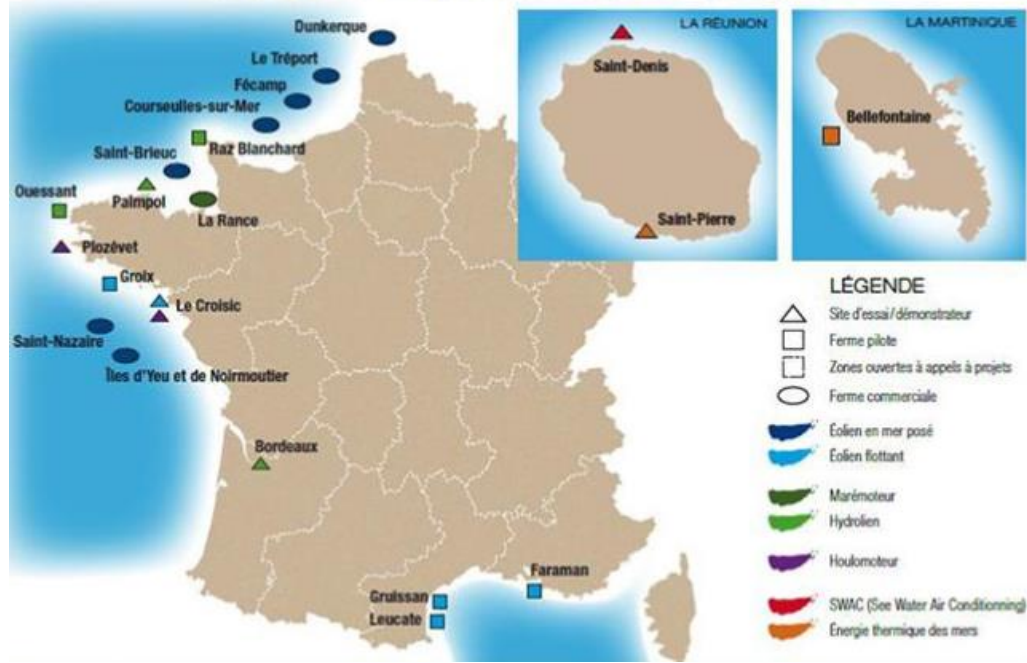 Dunkerque
Le Tréport
Fécamp
Courseulles-sur-Mer
Raz Blanchard
Saint-Brieuc
Ouessant
Paimpol
La Rance
Plozévet
Groix
Le Croisic
Saint-Nazaire
Îles d'Yeu et de Noirmoutier
Bordeaux
Faraman
Gruissan
Leucate
LA RÉUNION
Saint-Denis
Saint-Pierre
LA MARTINIQUE
Bellefontaine
LÉGENDE
Site d'essai/démonstrateur
Ferme pilote
Zones ouvertes à appels à projets
Ferme commerciale
Éolien en mer posé
Éolien flottant
Marémoteur
Hydrolien
Houlomoteur
SWAC (See Water Air Conditionning)
Énergie thermique des mers